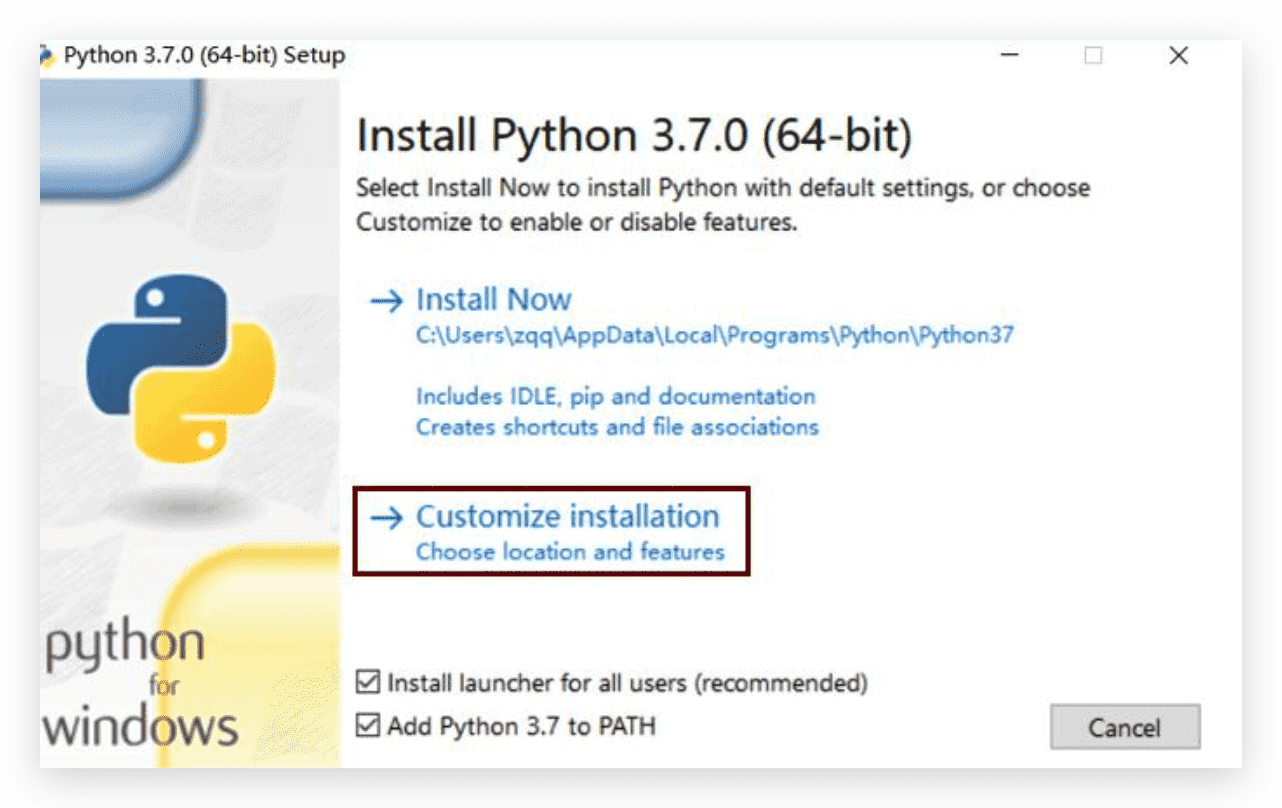 Python 3.7.0 (64-bit) Setup
Install Python 3.7.0 (64-bit)
Select Install Now to install Python with default settings, or choose
Customize to enable or disable features.
Install Now
C:\Users\zqq\AppData\Local\Programs\Python\Python37
Includes IDLE, pip and documentation
Creates shortcuts and file associations
Customize installation
Choose location and features
python
for
windows
Install launcher for all users (recommended)
Add Python 3.7 to PATH
Cancel